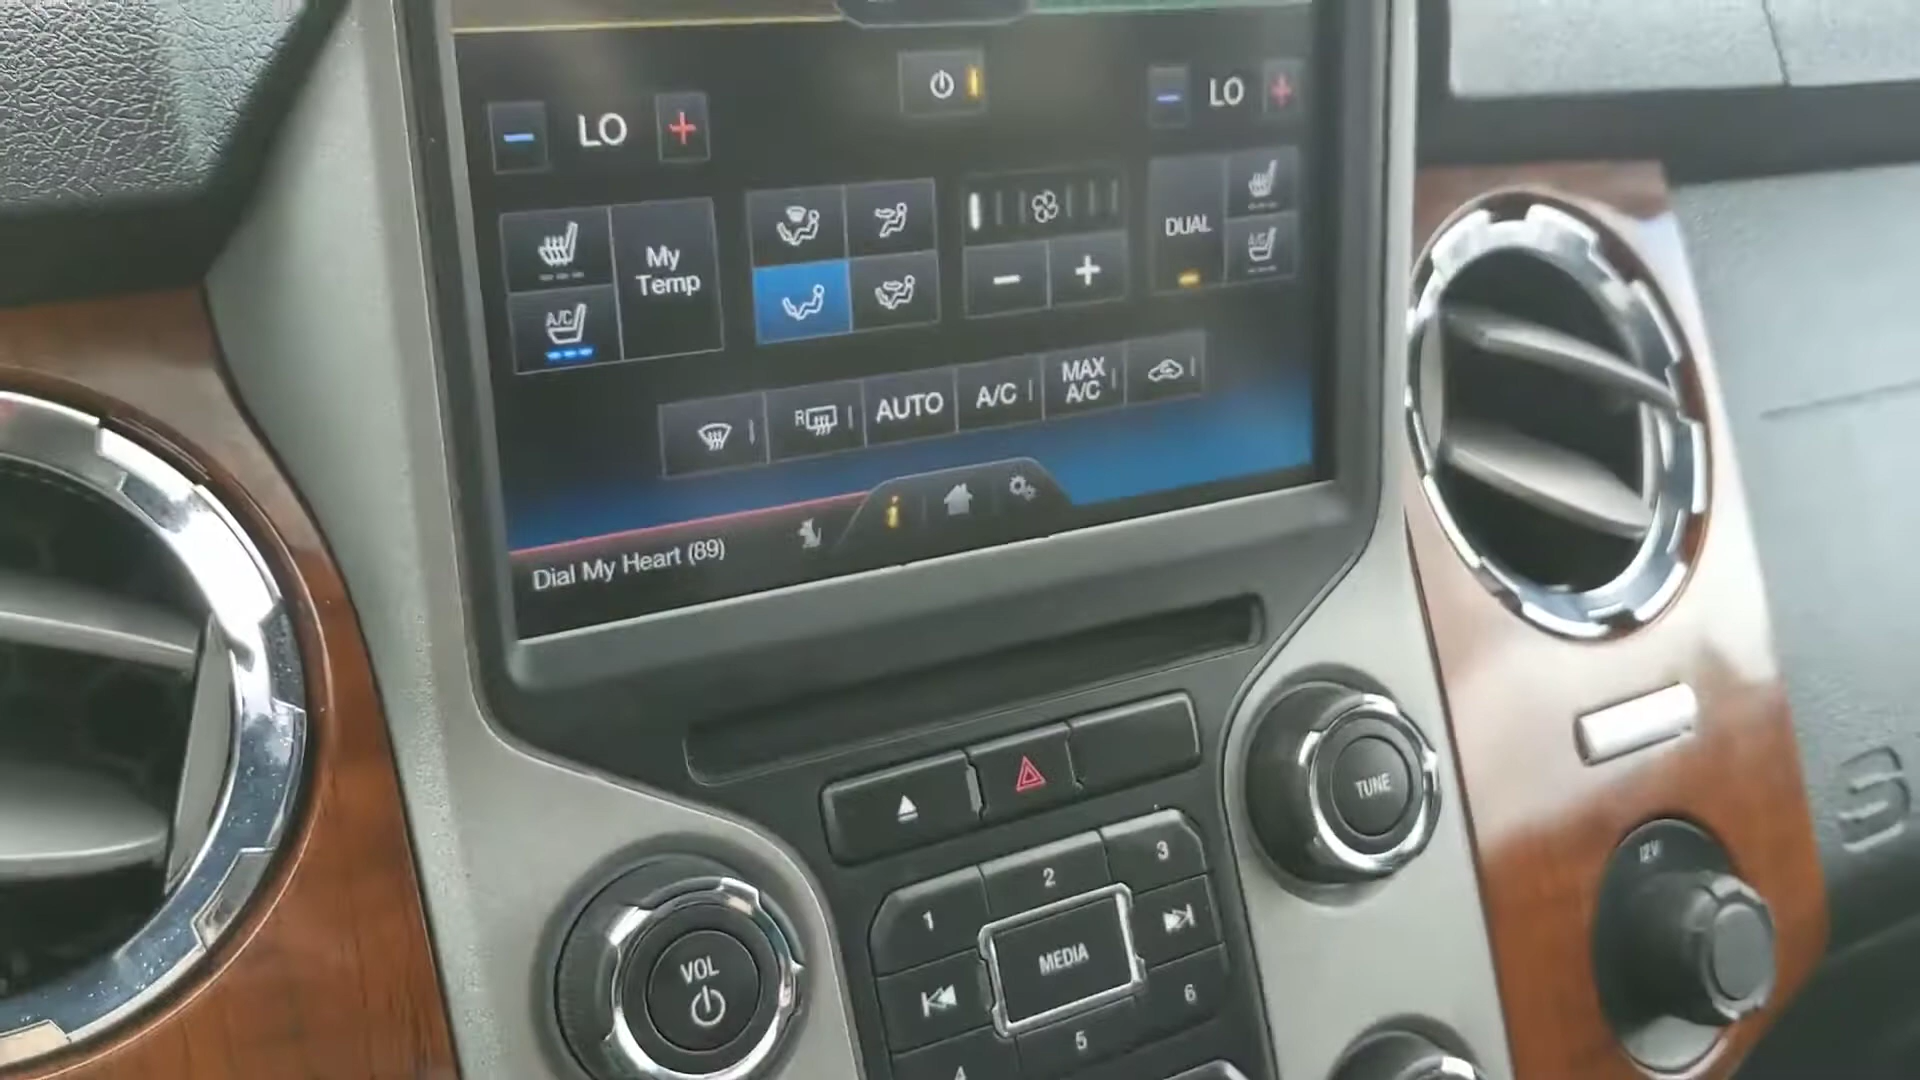 LO
LO
My
Temp
DUAL
A/C
A/C
R
AUTO
A/C
MAX
A/C
Dial My Heart (89)
TUNE
12V
1
2
3
VOL
MEDIA
6
5
4
S